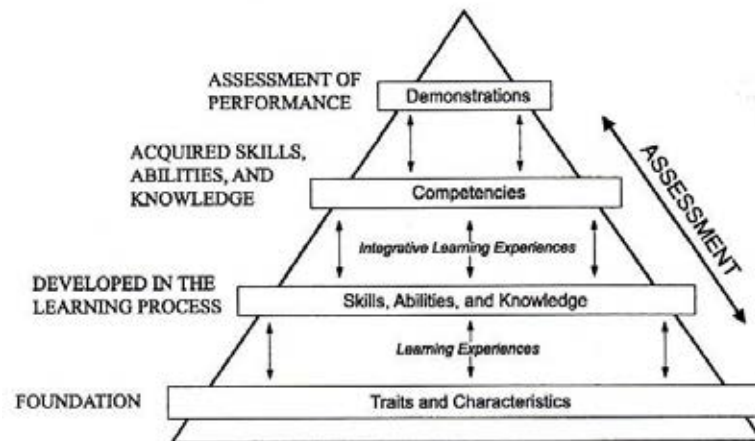 ASSESSMENT OF
PERFORMANCE
Demonstrations
ACQUIRED SKILLS,
ABILITIES, AND
KNOWLEDGE
Competencies
ASSESSMENT
Integrative Learning Experiences
DEVELOPED IN THE
LEARNING PROCESS
Skills, Abilities, and Knowledge
Learning Experiences
FOUNDATION
Traits and Characteristics